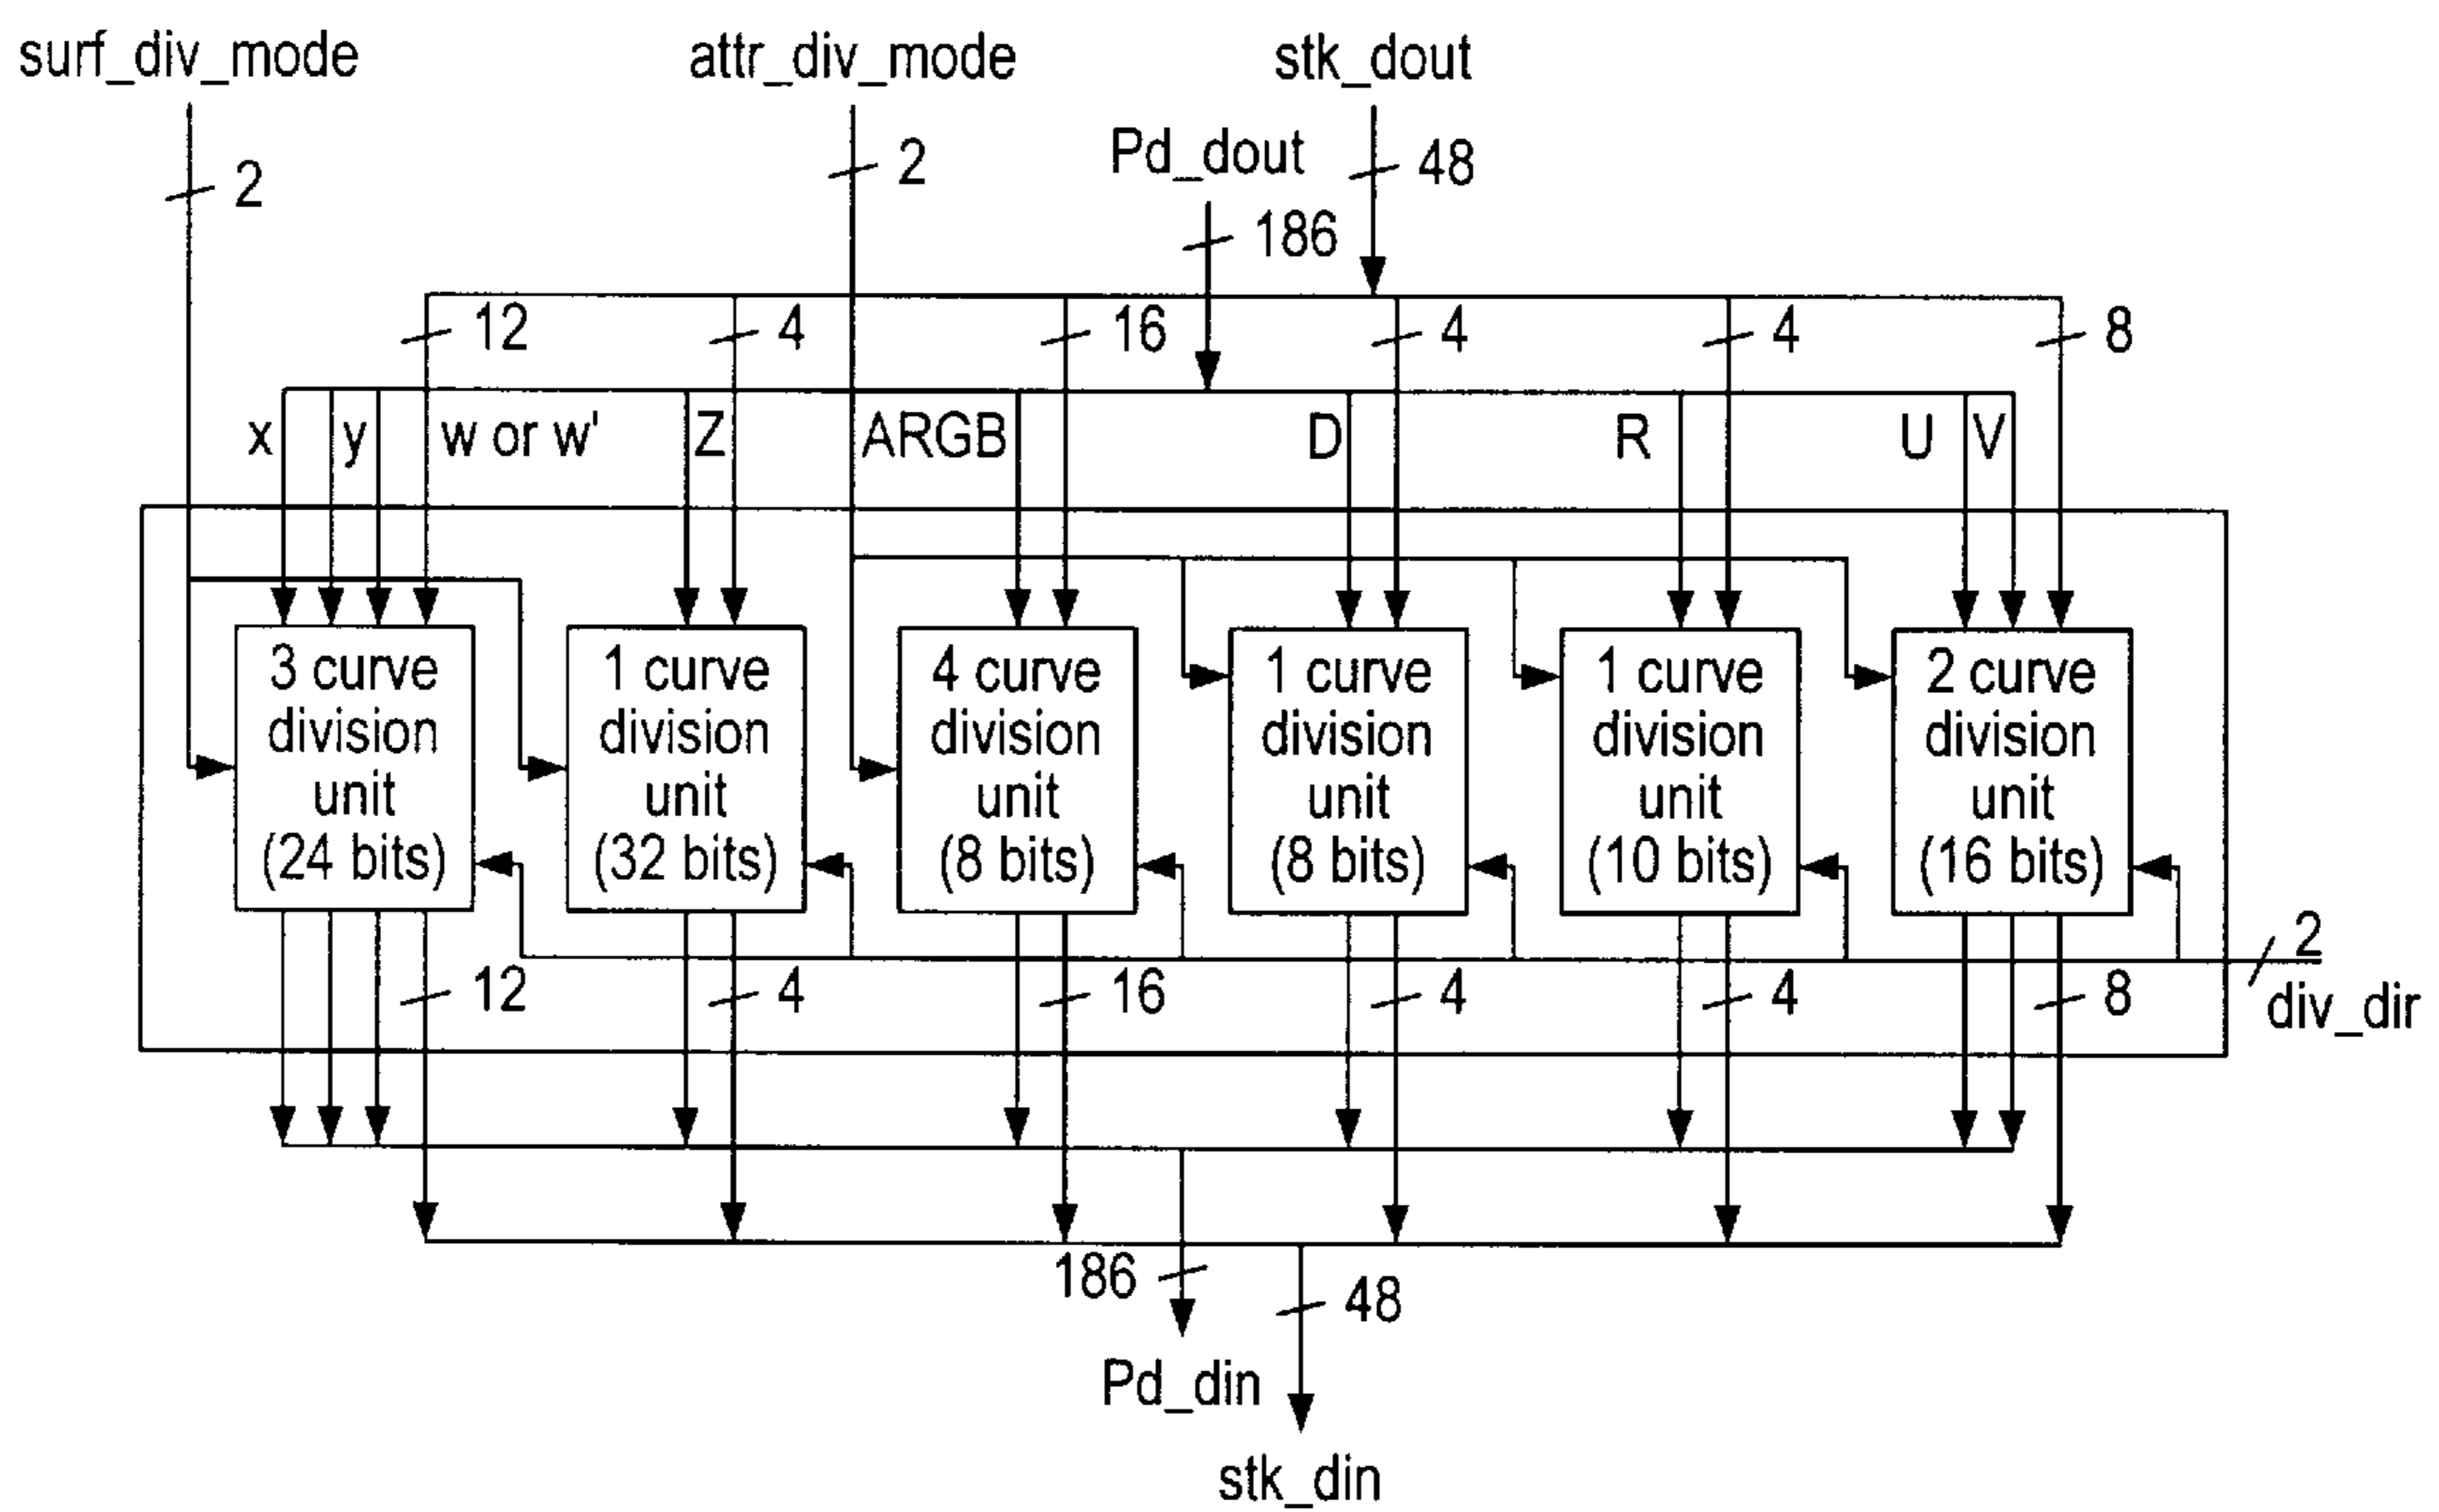 surf_div_mode
attr_div_mode
stk_dout
2
2
Pd_dout
48
186
12
4
16
4
4
8
x
y
w or w'
Z
ARGB
D
R
U
V
3 curve
division
unit
(24 bits)
1 curve
division
unit
(32 bits)
4 curve
division
unit
(8 bits)
1 curve
division
unit
(8 bits)
1 curve
division
unit
(10 bits)
2 curve
division
unit
(16 bits)
2
div_dir
12
4
16
4
4
8
186
48
Pd_din
stk_din